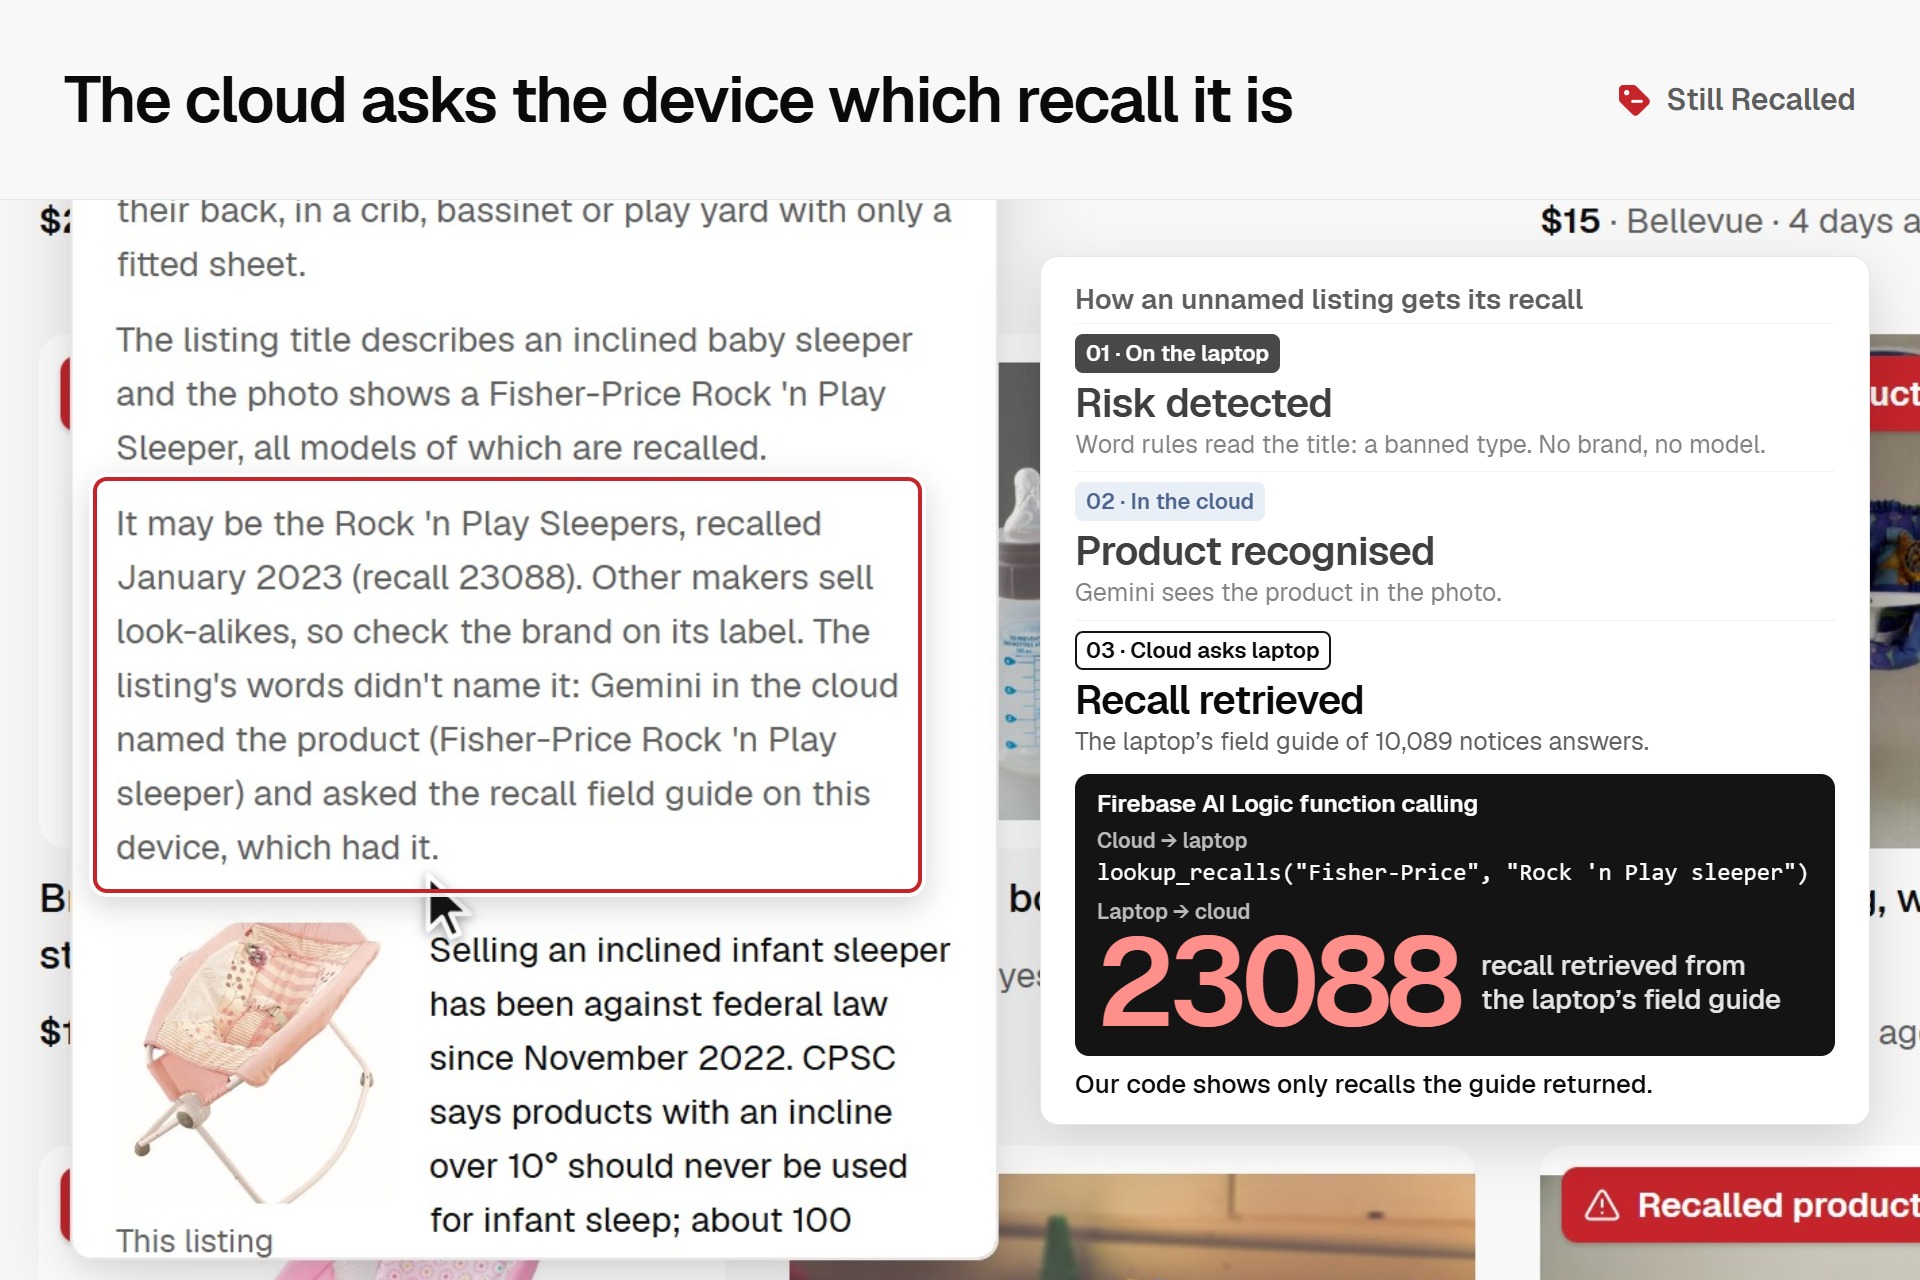 The cloud asks the device which recall it is
Still Recalled
their back, in a crib, bassinet or play yard with only a
fitted sheet.
The listing title describes an inclined baby sleeper
and the photo shows a Fisher-Price Rock 'n Play
Sleeper, all models of which are recalled.
It may be the Rock 'n Play Sleepers, recalled
January 2023 (recall 23088). Other makers sell
look-alikes, so check the brand on its label. The
listing's words didn't name it: Gemini in the cloud
named the product (Fisher-Price Rock 'n Play
sleeper) and asked the recall field guide on this
device, which had it.
Selling an inclined infant sleeper
has been against federal law
since November 2022. CPSC
says products with an incline
over 10° should never be used
for infant sleep; about 100
This listing
$15 · Bellevue · 4 days
How an unnamed listing gets its recall
01 · On the laptop
Risk detected
Word rules read the title: a banned type. No brand, no model.
02 · In the cloud
Product recognised
Gemini sees the product in the photo.
03 · Cloud asks laptop
Recall retrieved
The laptop’s field guide of 10,089 notices answers.
Firebase AI Logic function calling
Cloud → laptop
lookup_recalls("Fisher-Price", "Rock 'n Play sleeper")
Laptop → cloud
23088
recall retrieved from
the laptop’s field guide
Our code shows only recalls the guide returned.
Recalled product